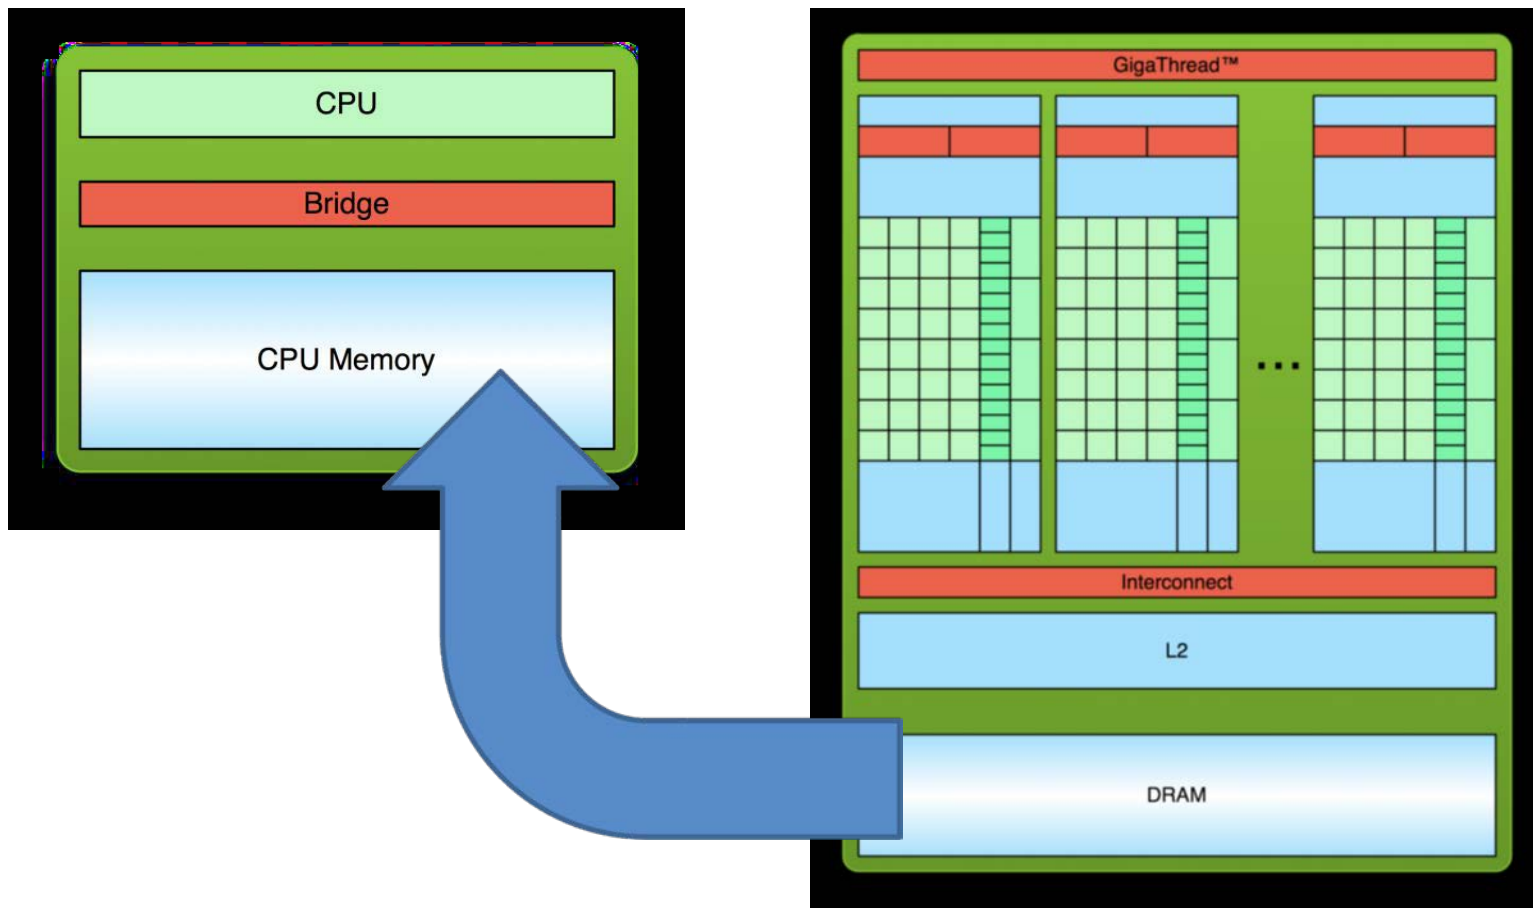 CPU
Bridge
CPU Memory
GigaThread™
...
Interconnect
L2
DRAM